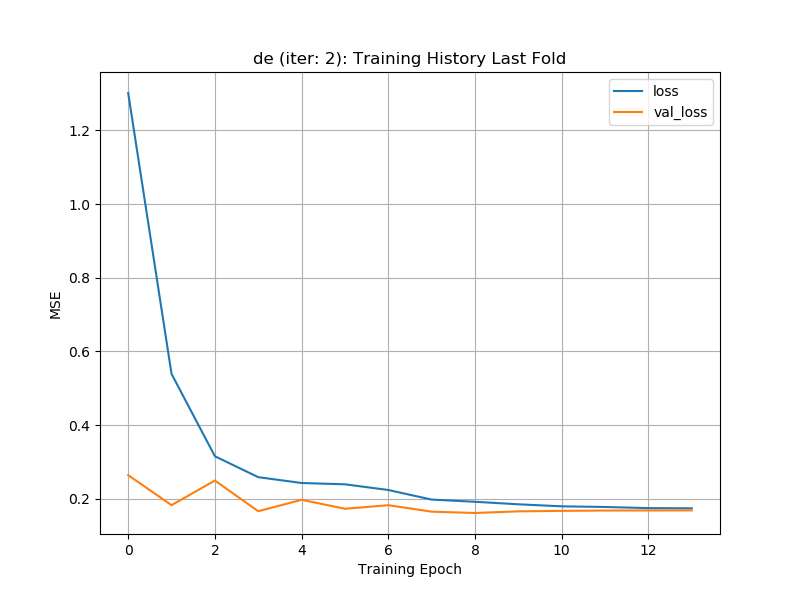 de (iter: 2): Training History Last Fold
loss
val_loss
MSE
1.2
1.0
0.8
0.6
0.4
0.2
0 2 4 6 8 10 12
Training Epoch